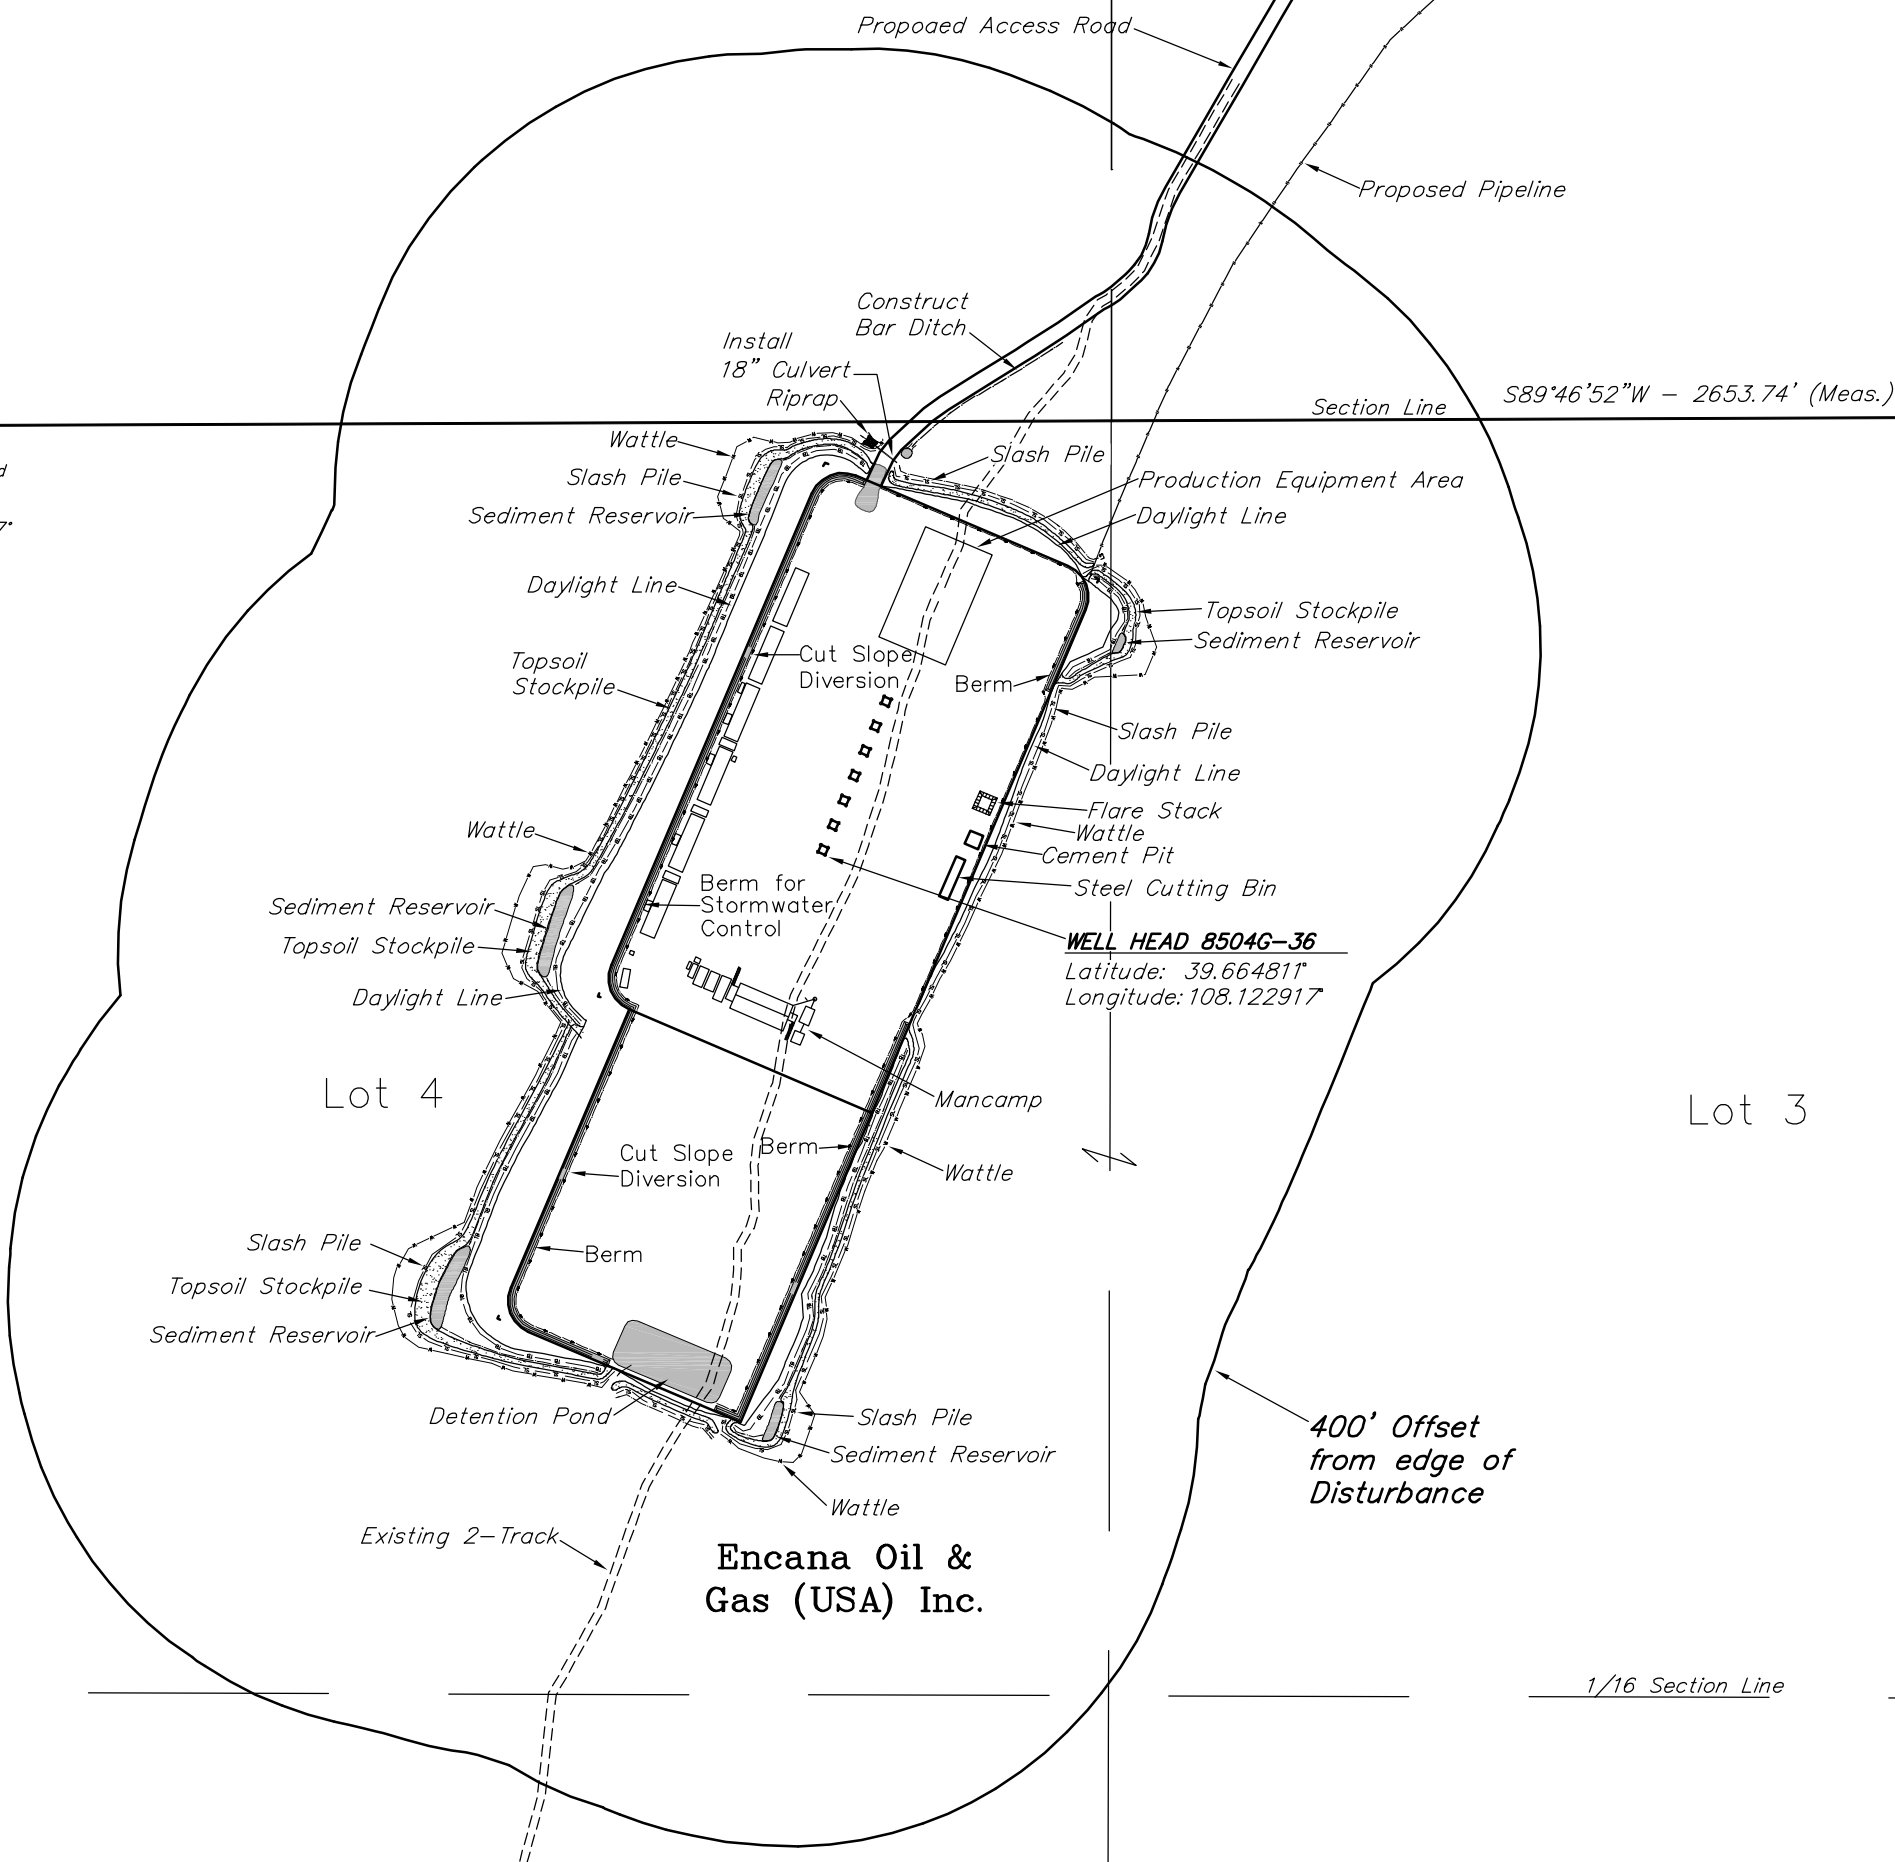 Propoaed Access Road
Proposed Pipeline
Construct
Bar Ditch
Install
18" Culvert
Riprap
S89°46'52"W - 2653.74' (Meas.)
Section Line
Wattle
Slash Pile
Slash Pile
Production Equipment Area
Sediment Reservoir
Daylight Line
Daylight Line
Topsoil Stockpile
Sediment Reservoir
Cut Slope
Diversion
Topsoil
Stockpile
Berm
Slash Pile
Daylight Line
Flare Stack
Wattle
Wattle
Cement Pit
Steel Cutting Bin
Berm for
Stormwater
Control
Sediment Reservoir
Topsoil Stockpile
WELL HEAD 8504G-36
Latitude: 39.664811°
Longitude: 108.122917°
Daylight Line
Lot 4
Mancamp
Lot 3
Cut Slope
Diversion
Berm
Wattle
Slash Pile
Berm
Topsoil Stockpile
Sediment Reservoir
Detention Pond
Slash Pile
Sediment Reservoir
400' Offset
from edge of
Disturbance
Wattle
Existing 2-Track
Encana Oil &
Gas (USA) Inc.
1/16 Section Line